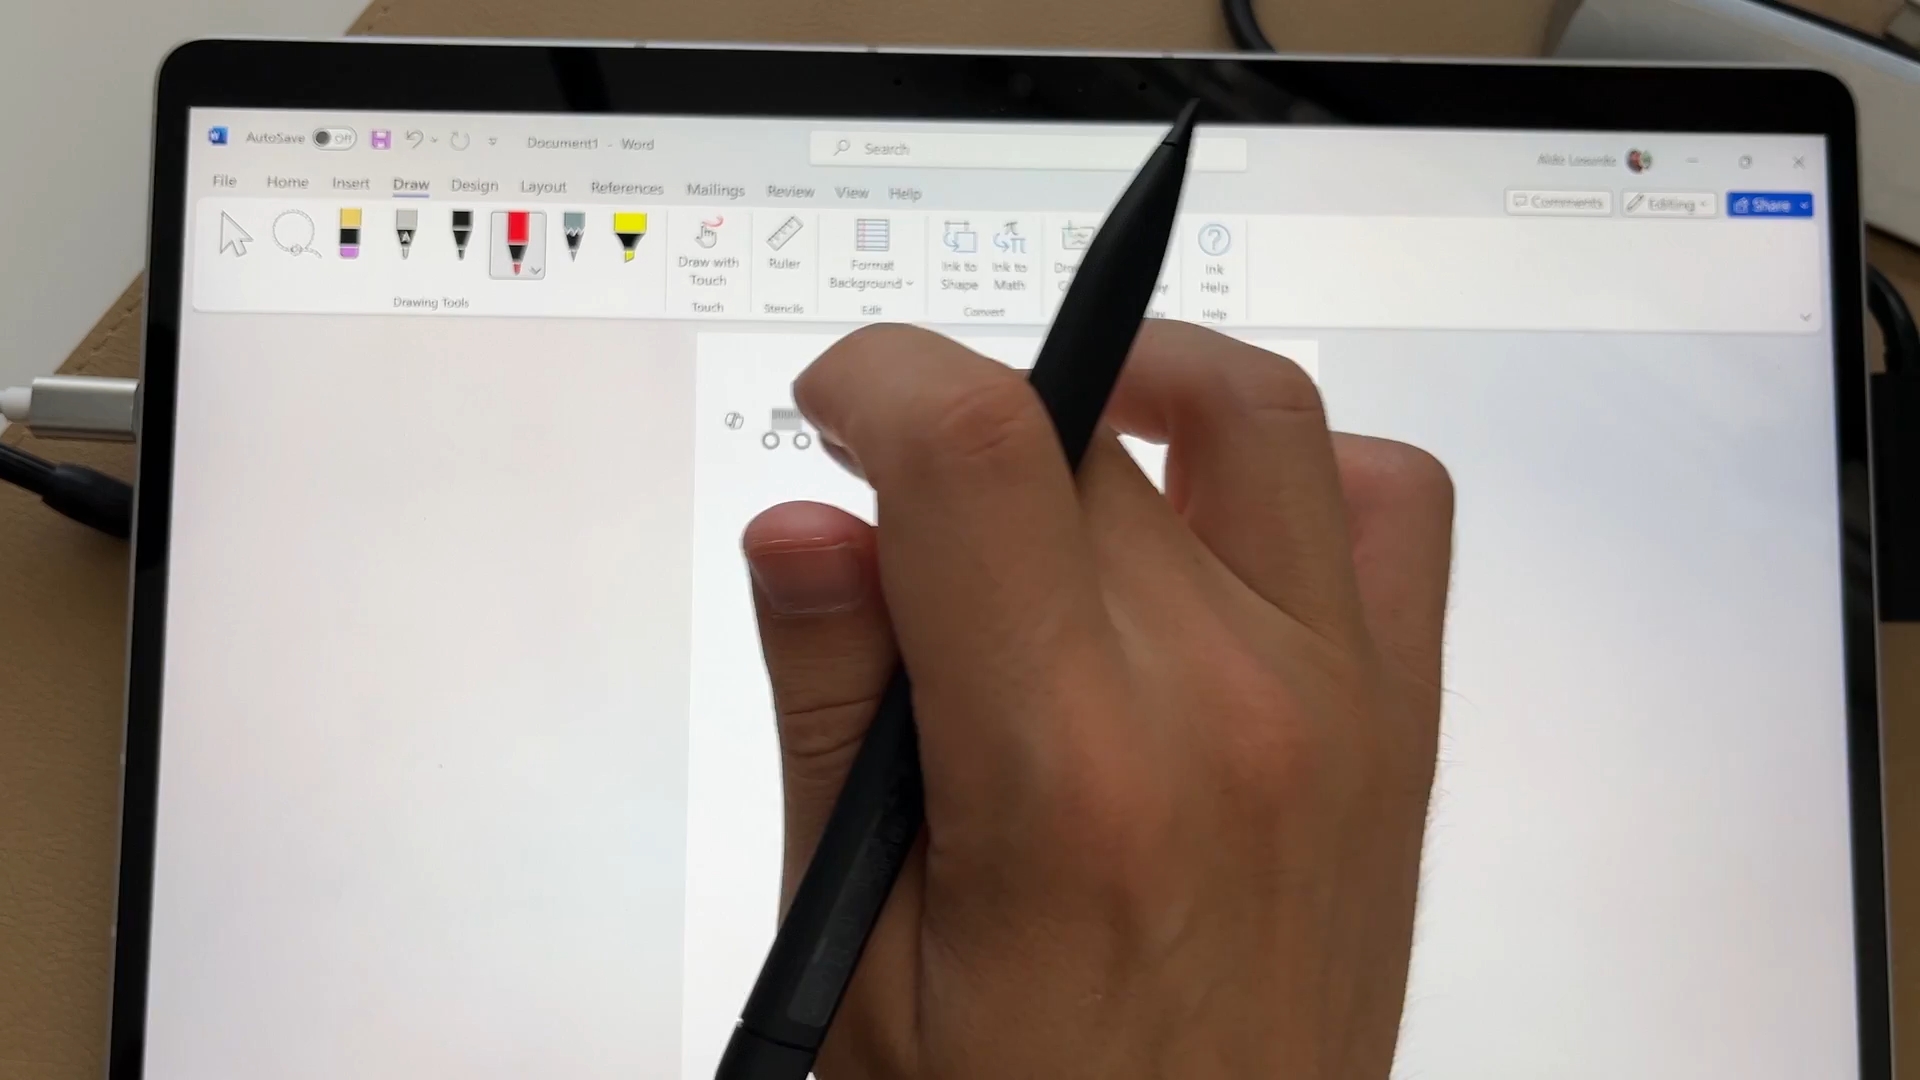 AutoSave Off Document1 - Word Search
File Home Insert Draw Design Layout References Mailings Review View Help
Comments Editing Share
Draw with Touch
Ruler
Format Background
Ink to Shape
Ink to Math
Ink Help
Drawing Tools Touch Stencils Edit Convert Help